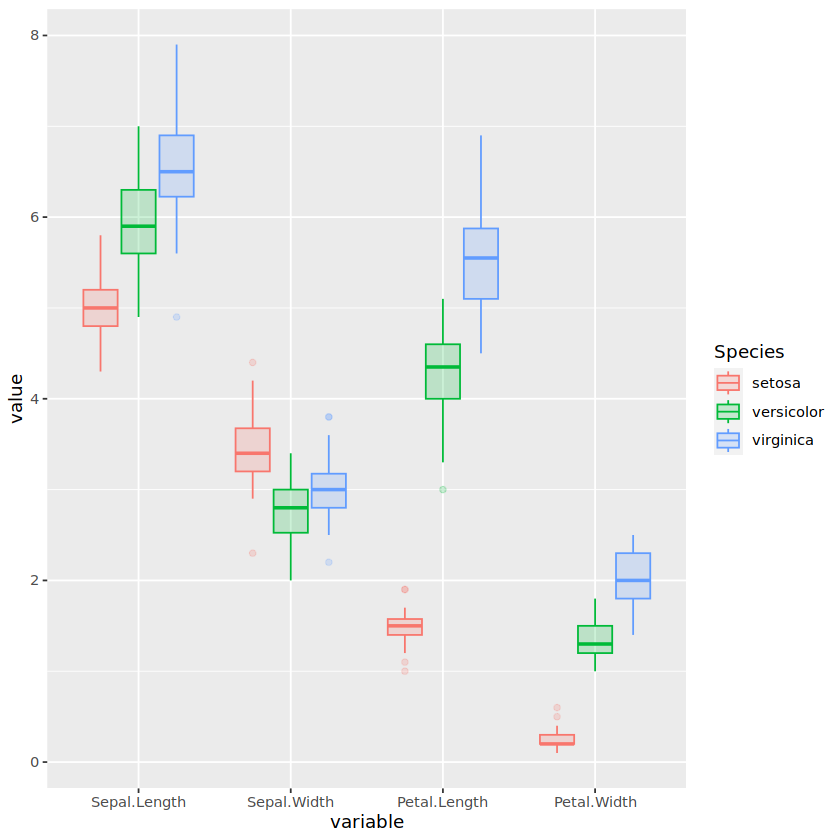 8
6
4
2
0
value
Sepal.Length Sepal.Width Petal.Length Petal.Width
variable
Species
setosa
versicolor
virginica